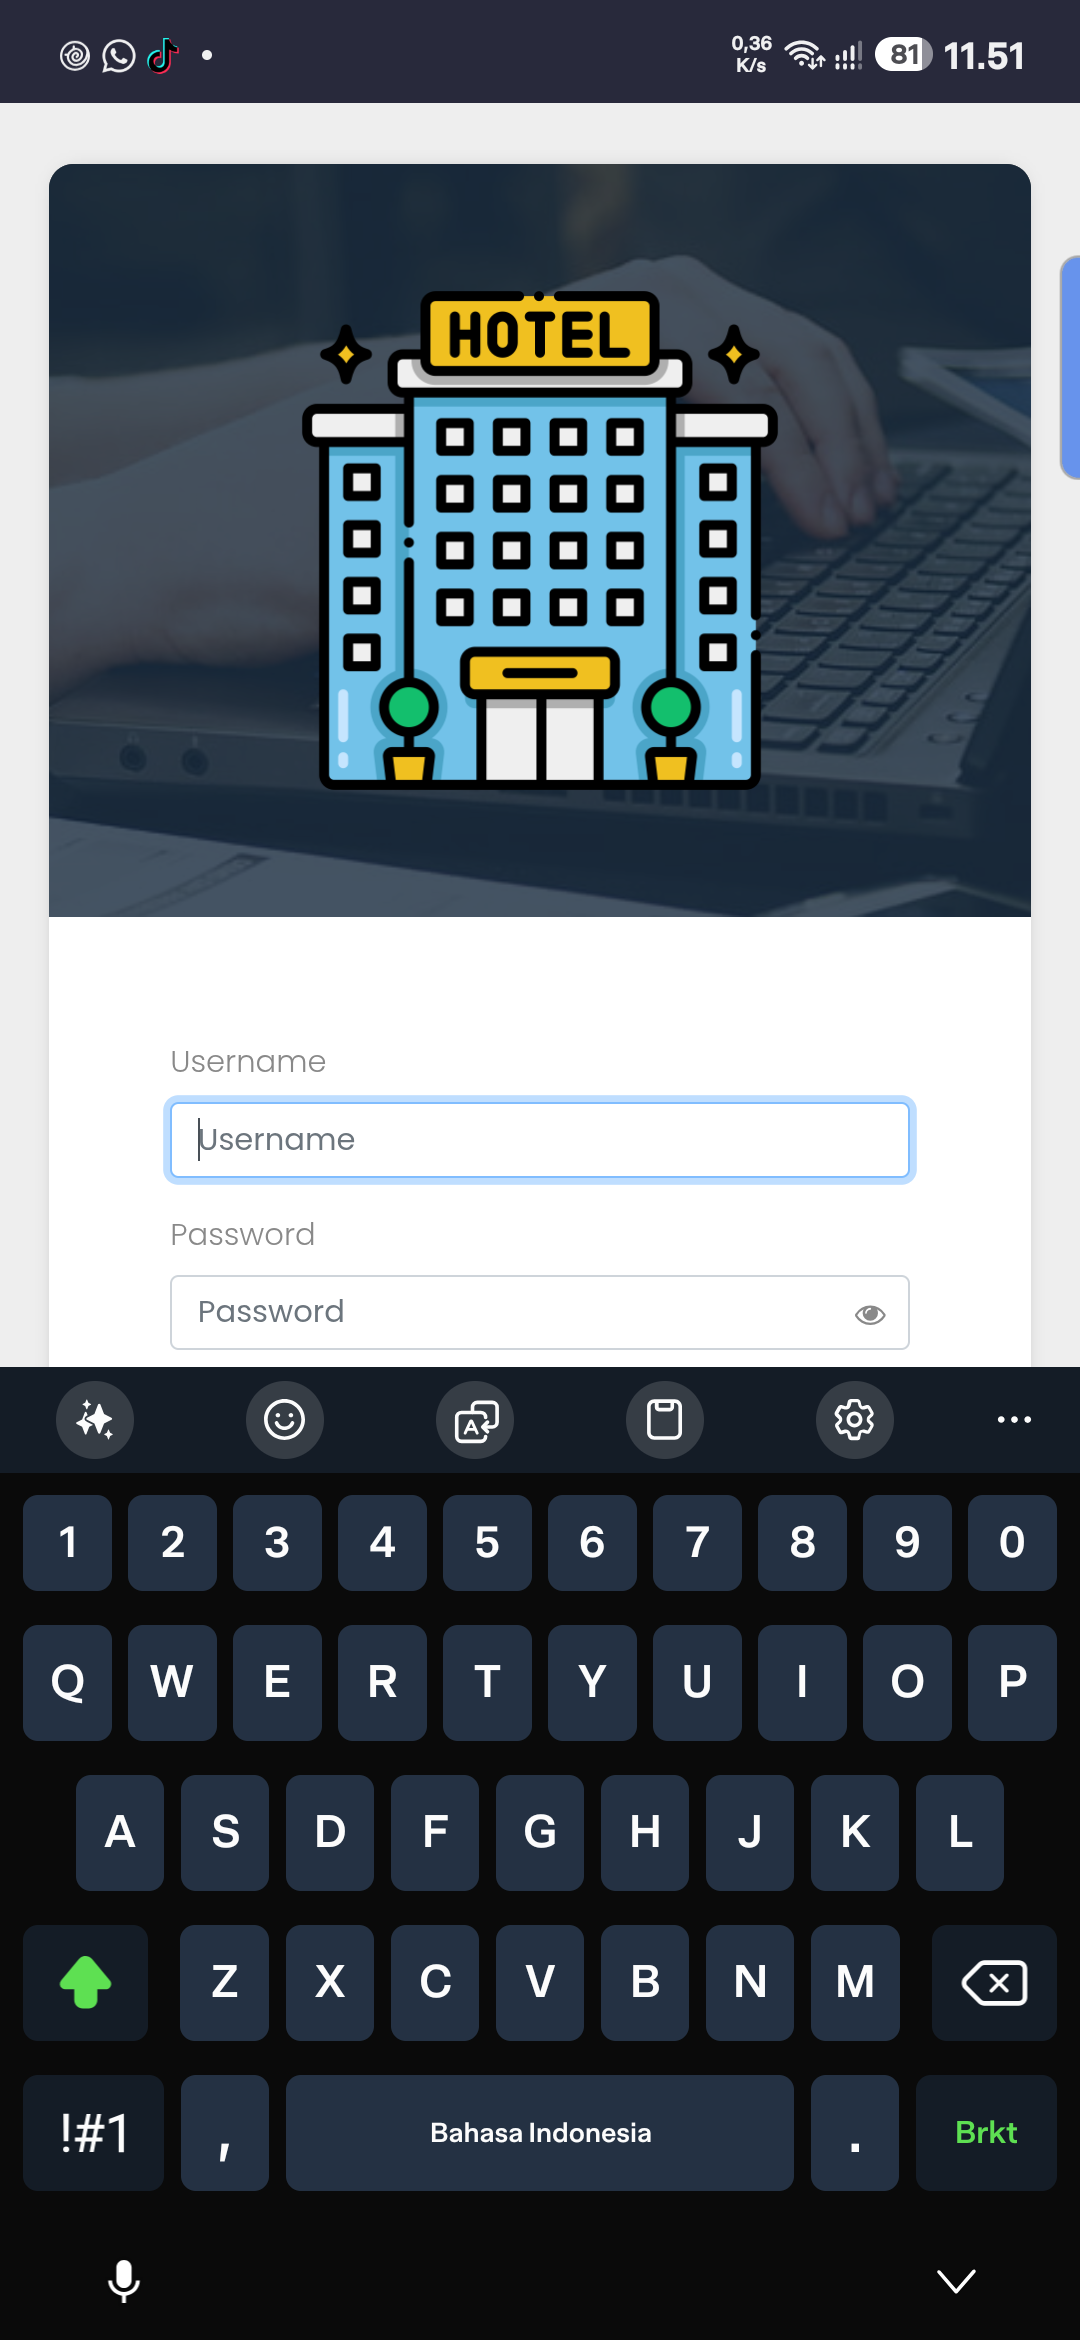 0,36
K/s
81
11.51
HOTEL
Username
Username
Password
Password
1 2 3 4 5 6 7 8 9 0
Q W E R T Y U I O P
A S D F G H J K L
Z X C V B N M
!#1 , Bahasa Indonesia . Brkt